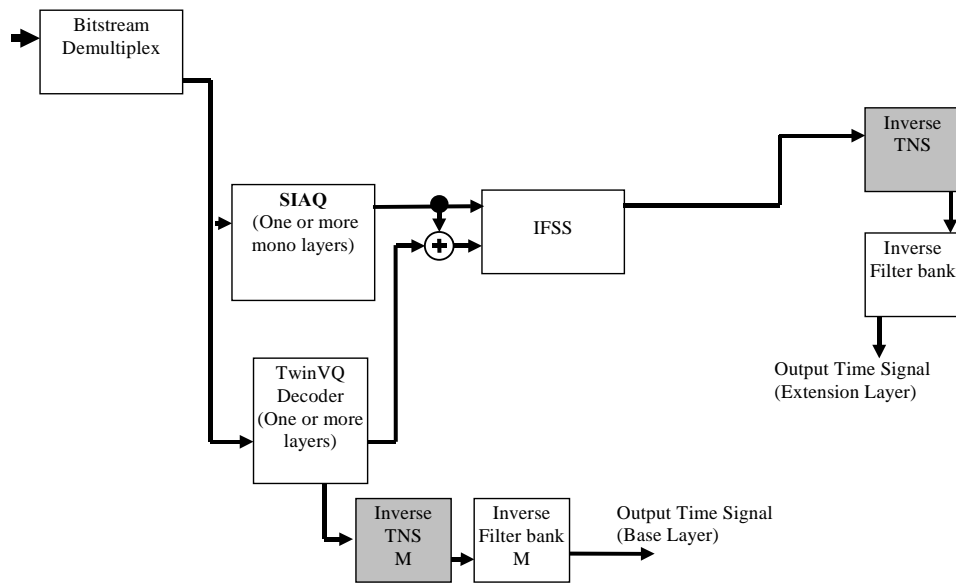 Bitstream
Demultiplex
Inverse
TNS
SIAQ
(One or more
mono layers)
IFSS
Inverse
Filter bank
TwinVQ
Decoder
(One or more
layers)
Output Time Signal
(Extension Layer)
Inverse
TNS
M
Inverse
Filter bank
M
Output Time Signal
(Base Layer)